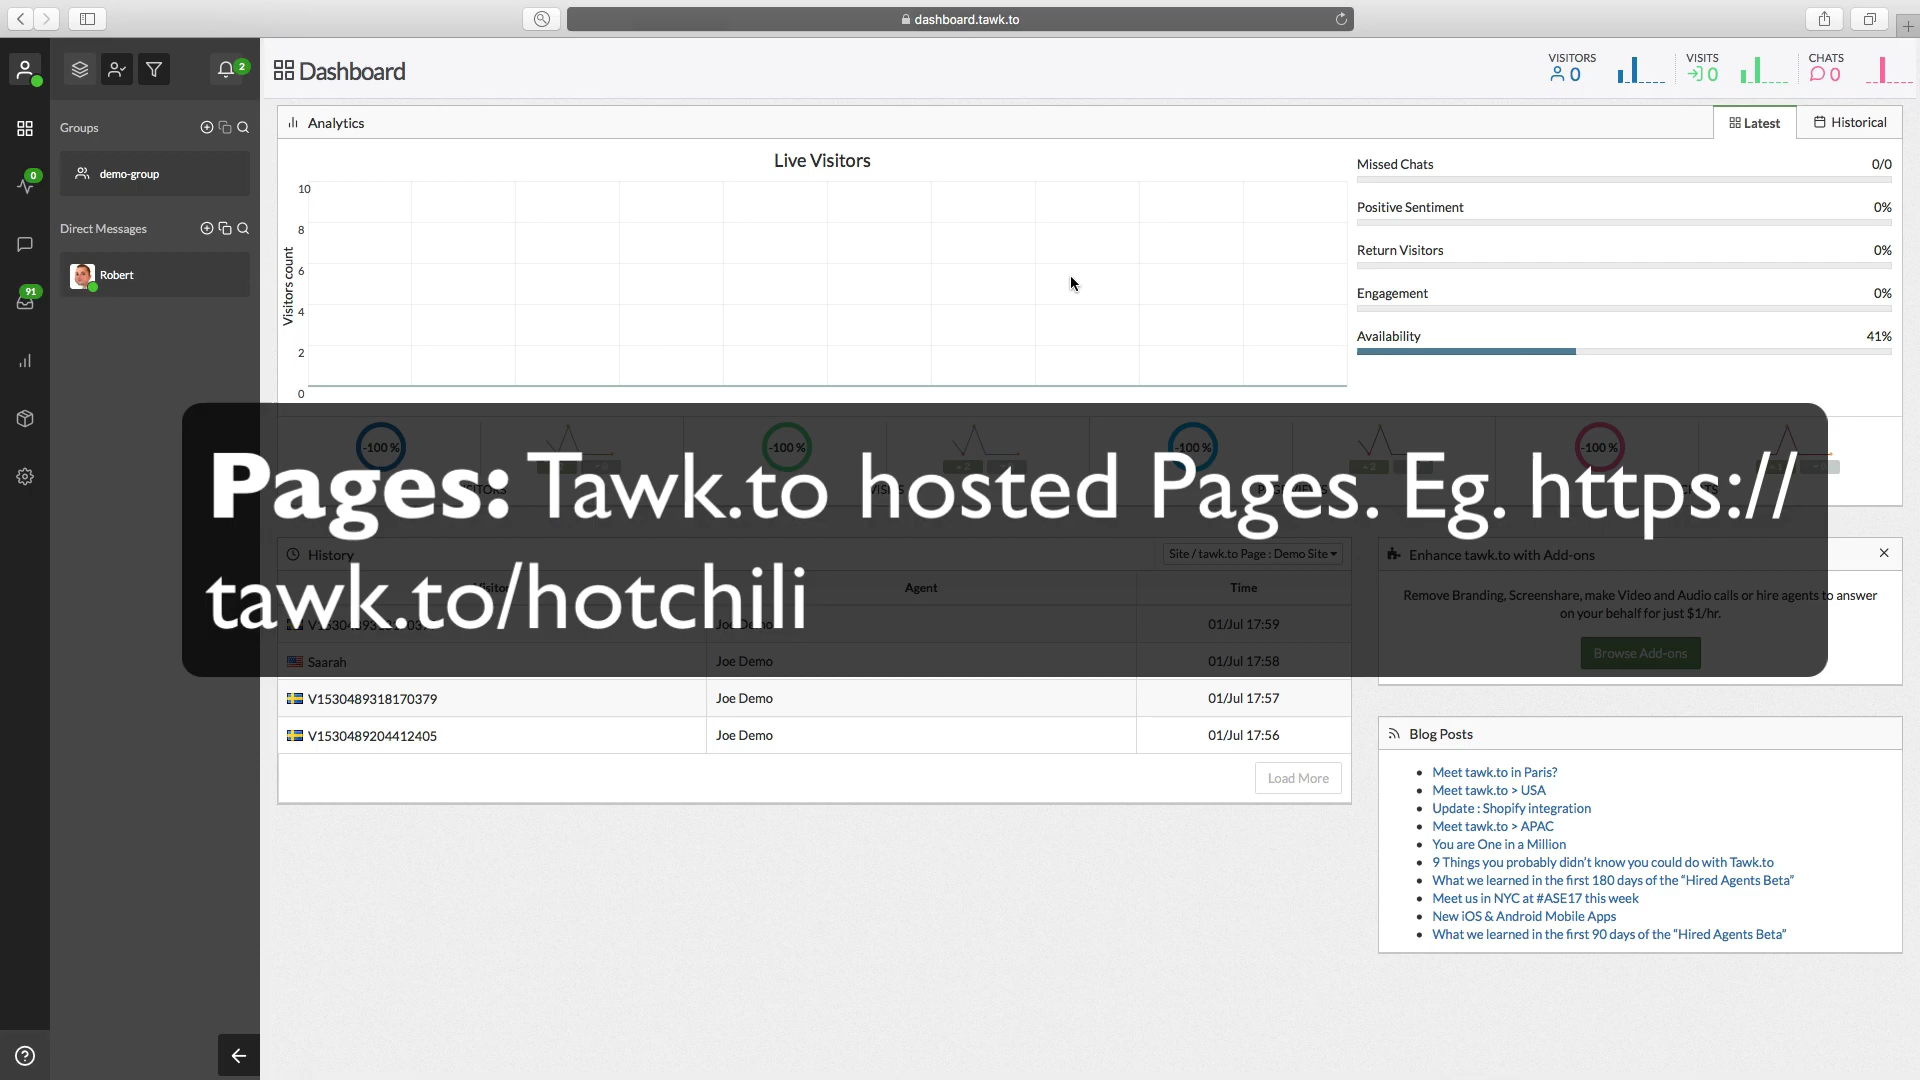 dashboard.tawk.to
2
Dashboard
VISITORS
0
VISITS
0
CHATS
0
Groups
demo-group
Direct Messages
Robert
0
91
Analytics
Latest
Historical
Live Visitors
Visitors count
10
8
6
4
2
0
Missed Chats 0/0
Positive Sentiment 0%
Return Visitors 0%
Engagement 0%
Availability 41%
-100 %
-100 %
-100 %
-100 %
Pages: Tawk.to hosted Pages. Eg. https://
tawk.to/hotchili
History
Site / tawk.to Page : Demo Site
Agent Time
01/Jul 17:59
Saarah Joe Demo 01/Jul 17:58
V1530489318170379 Joe Demo 01/Jul 17:57
V1530489204412405 Joe Demo 01/Jul 17:56
Load More
Enhance tawk.to with Add-ons
Remove Branding, Screenshare, make Video and Audio calls or hire agents to answer
on your behalf for just $1/hr.
Browse Add-ons
Blog Posts
Meet tawk.to in Paris?
Meet tawk.to > USA
Update : Shopify integration
Meet tawk.to > APAC
You are One in a Million
9 Things you probably didn't know you could do with Tawk.to
What we learned in the first 180 days of the “Hired Agents Beta”
Meet us in NYC at #ASE17 this week
New iOS & Android Mobile Apps
What we learned in the first 90 days of the “Hired Agents Beta”